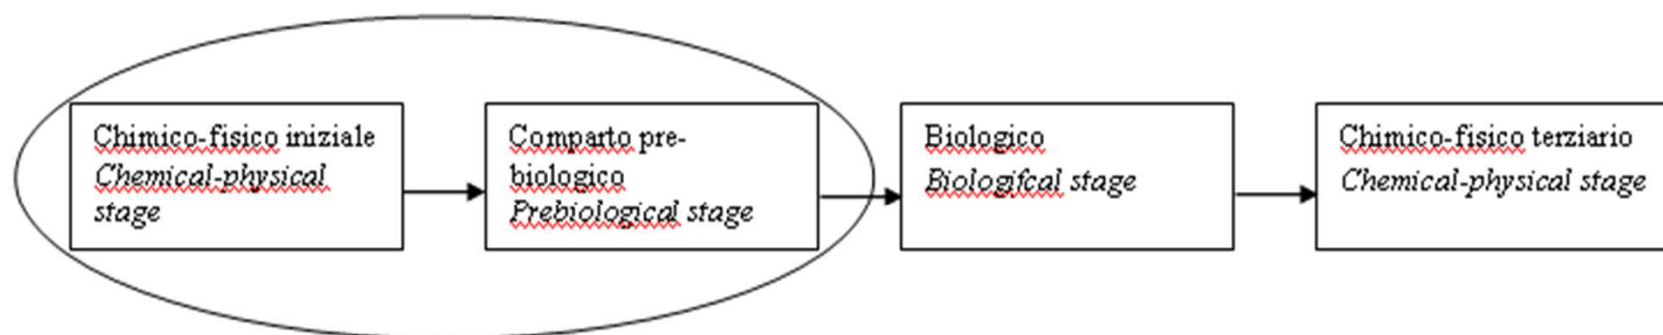 Chimico-fisico iniziale
Chemical-physical
stage
Comparto pre-
biologico
Prebiological stage
Biologico
Biologifcal stage
Chimico-fisico terziario
Chemical-physical stage